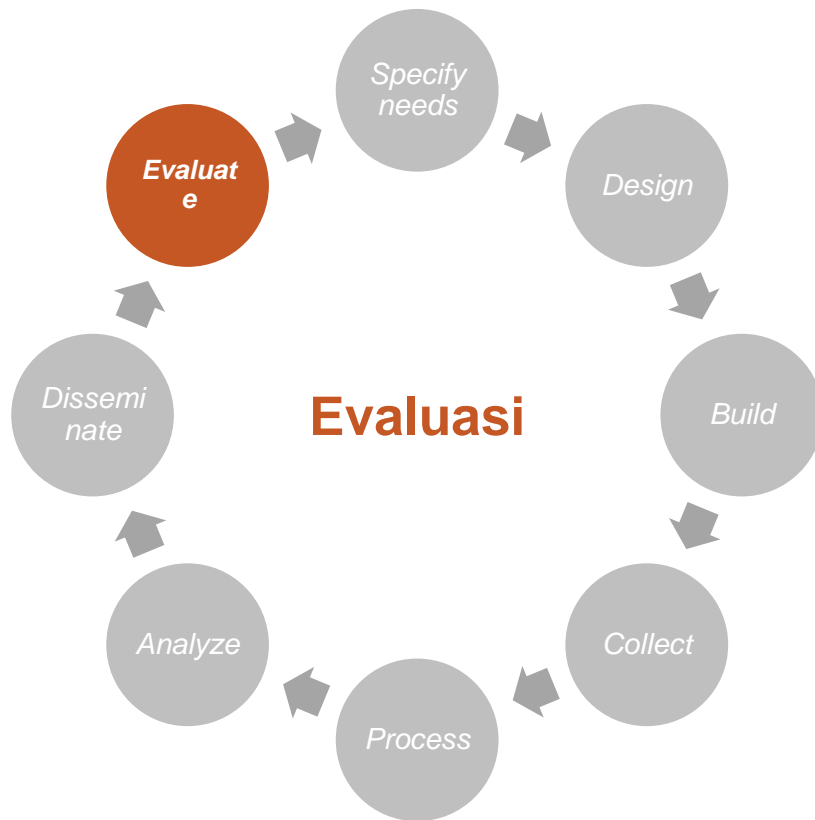 Specify
needs
Design
Build
Collect
Process
Analyze
Dissemi
nate
Evaluat
e
Evaluasi